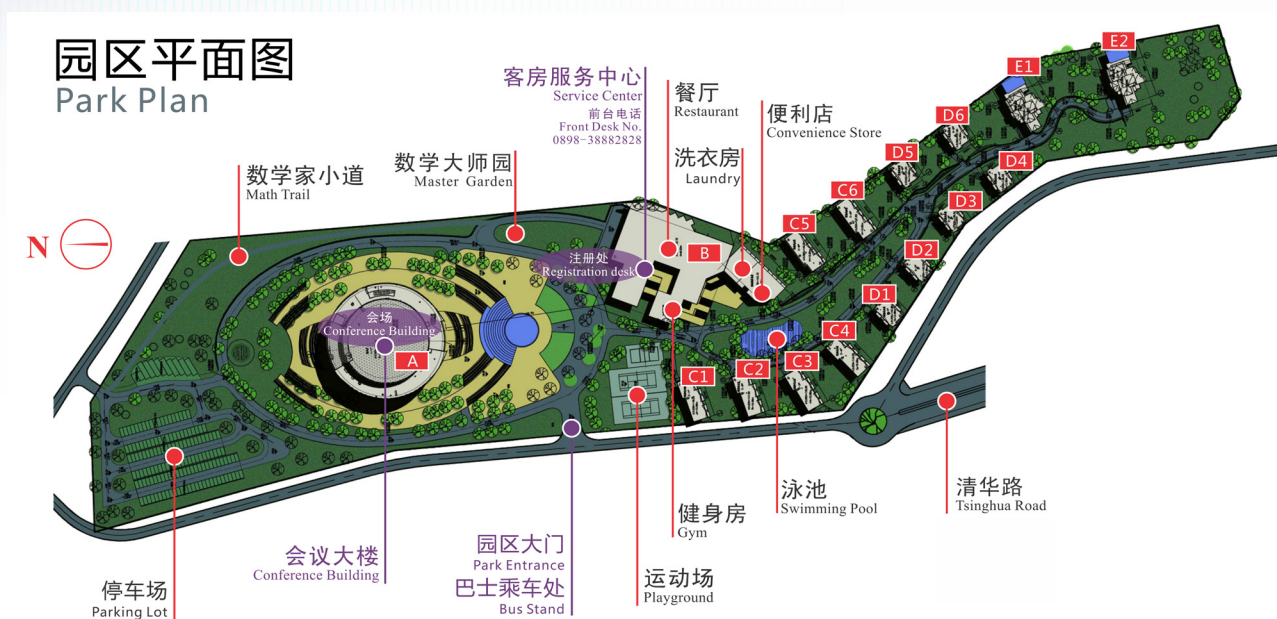 园区平面图
Park Plan
客房服务中心
Service Center
前台电话
Front Desk No.
0898-38882828
餐厅
Restaurant
便利店
Convenience Store
洗衣房
Laundry
数学大师园
Master Garden
数学家小道
Math Trail
N
注册处
Registration desk
会场
Conference Building
A
B
C1
C2
C3
C4
C5
C6
D1
D2
D3
D4
D5
D6
E1
E2
泳池
Swimming Pool
清华路
Tsinghua Road
健身房
Gym
运动场
Playground
园区大门
Park Entrance
巴士乘车处
Bus Stand
会议大楼
Conference Building
停车场
Parking Lot